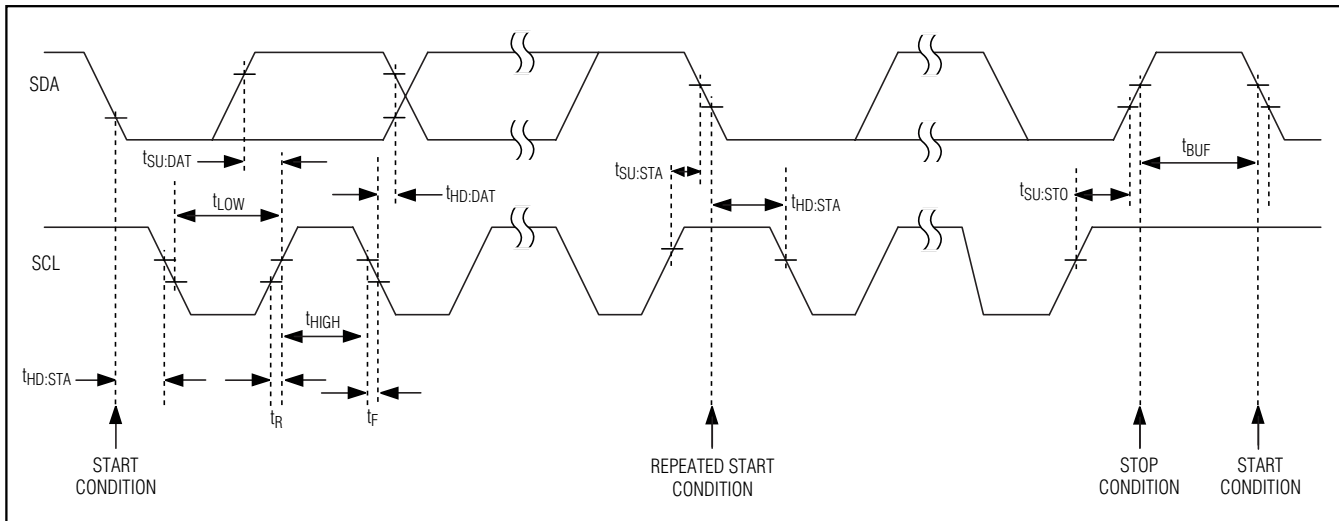 SDA
tSU:DAT
tLOW
tHD:DAT
tSU:STA
tHD:STA
tSU:STO
tBUF
SCL
tHIGH
tHD:STA
tR
tF
START
CONDITION
REPEATED START
CONDITION
STOP
CONDITION
START
CONDITION